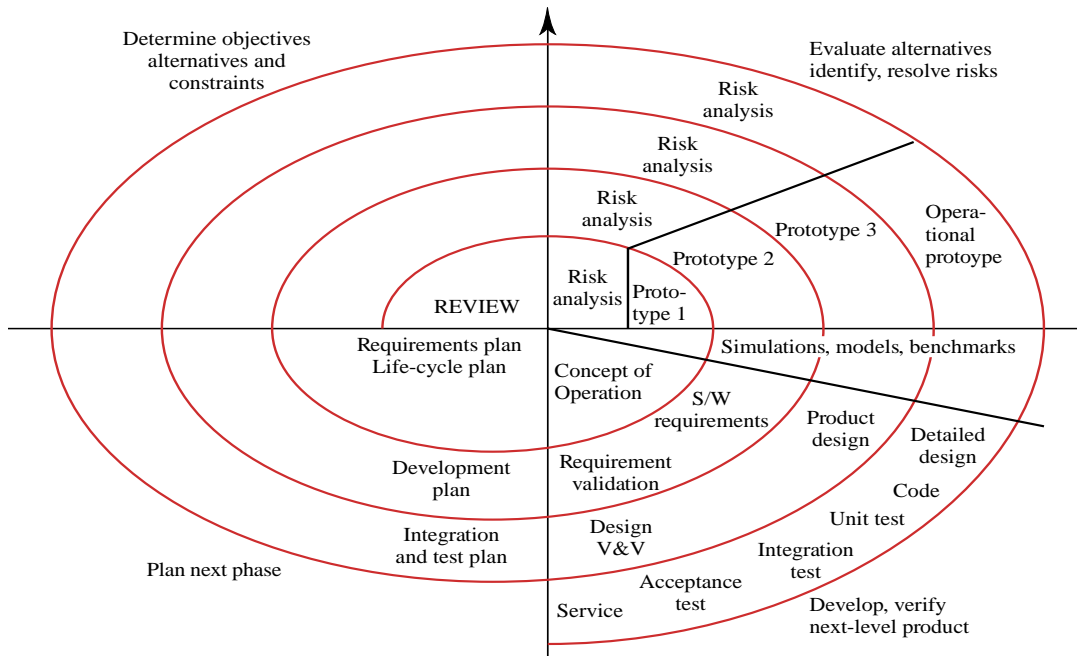 Determine objectives
alternatives and
constraints
Evaluate alternatives
identify, resolve risks
Risk
analysis
Risk
analysis
Risk
analysis
Risk
analysis
Proto-
type 1
Prototype 2
Prototype 3
Opera-
tional
protoype
REVIEW
Requirements plan
Life-cycle plan
Simulations, models, benchmarks
Concept of
Operation
S/W
requirements
Product
design
Detailed
design
Development
plan
Requirement
validation
Code
Unit test
Integration
and test plan
Design
V&V
Integration
test
Plan next phase
Acceptance
test
Service
Develop, verify
next-level product